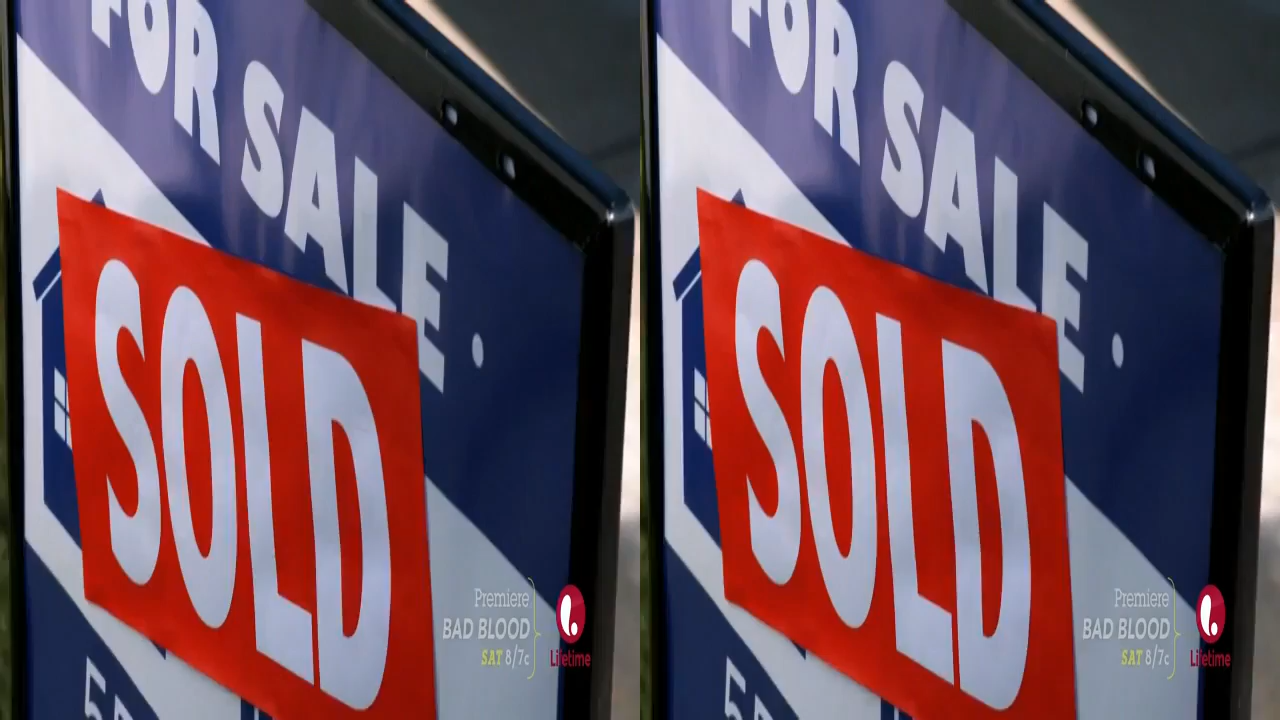 FOR SALE.
SOLD
Premiere
BAD BLOOD
SAT 8/7c
Lifetime
FOR SALE.
SOLD
Premiere
BAD BLOOD
SAT 8/7c
Lifetime